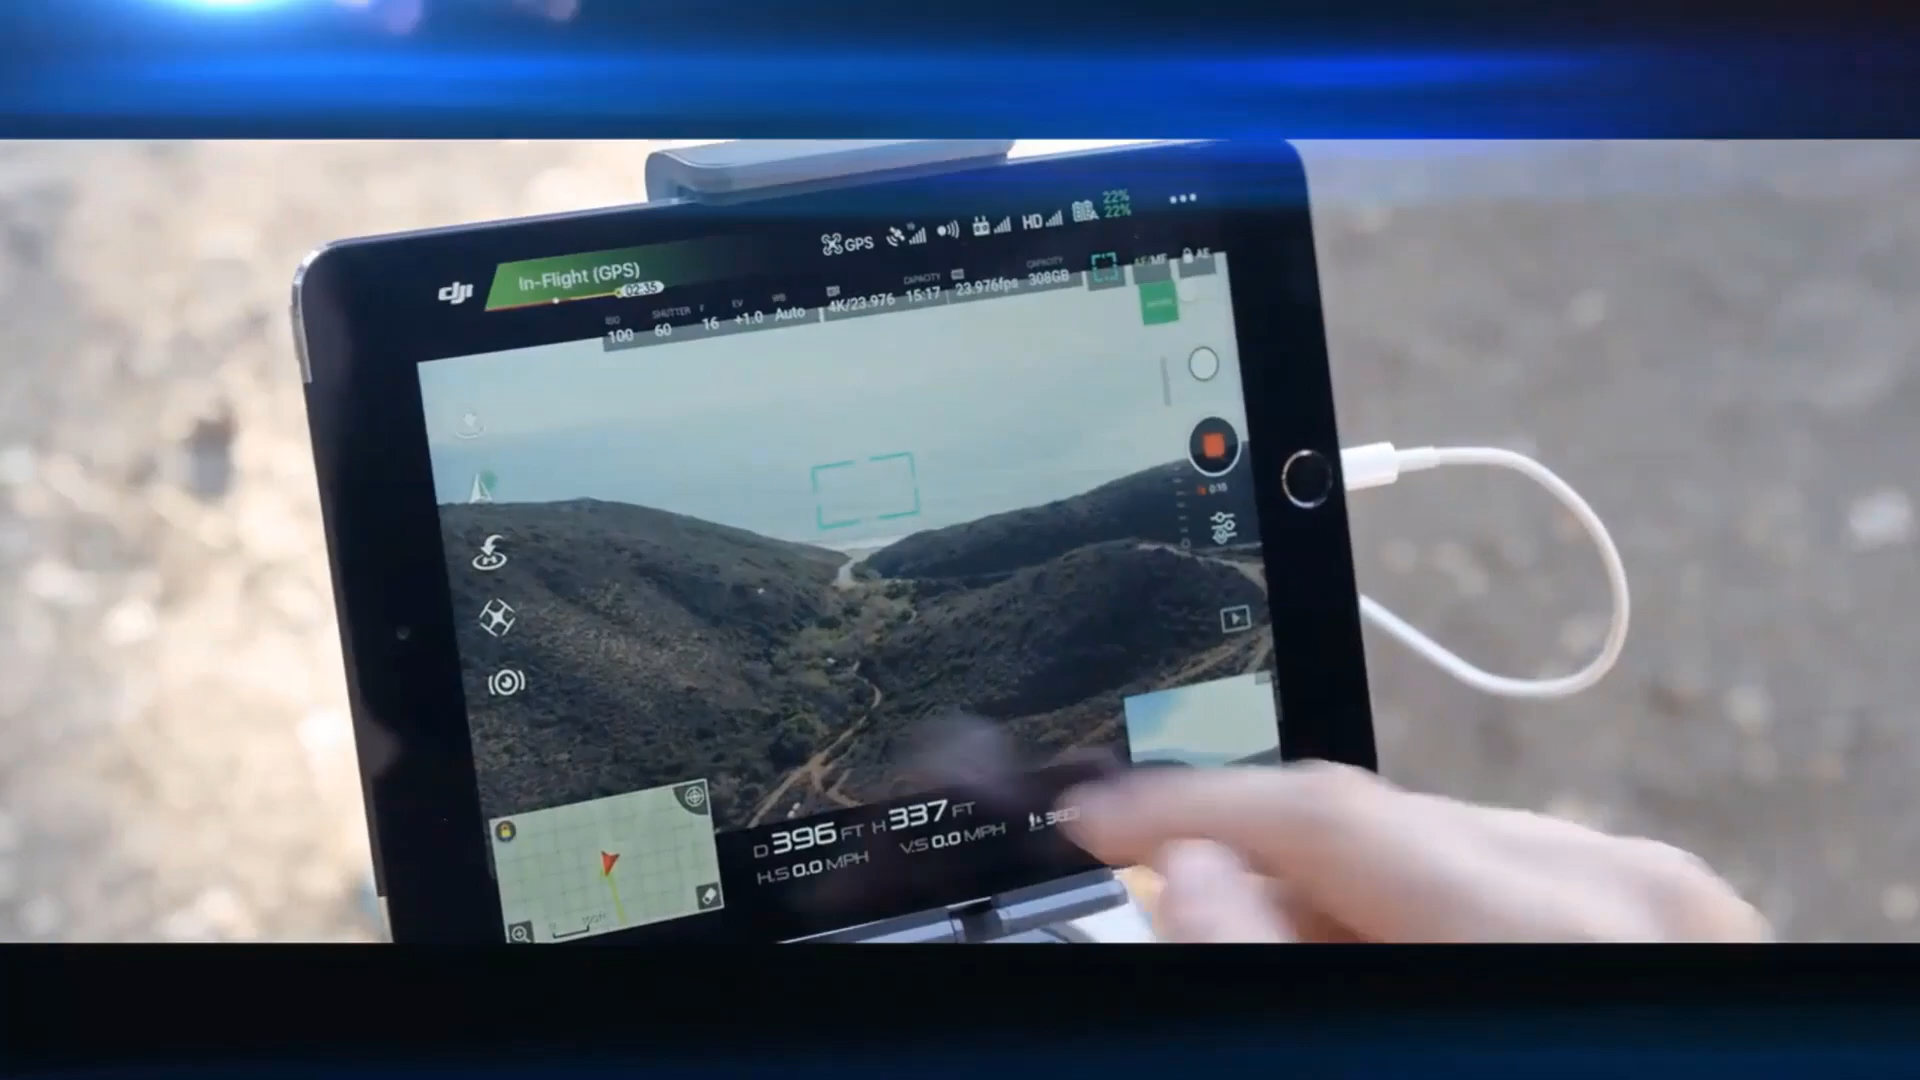 GPS HD 22%
22%
dji In-Flight (GPS)
02:35
ISO SHUTTER F EV WB CAPACITY CAPACITY
100 60 16 +1.0 Auto 4K/23.976 15:17 23.976fps 308GB AF/MF AE
0:15
D 396 FT H 337 FT
H.S 0.0 MPH V.S 0.0 MPH